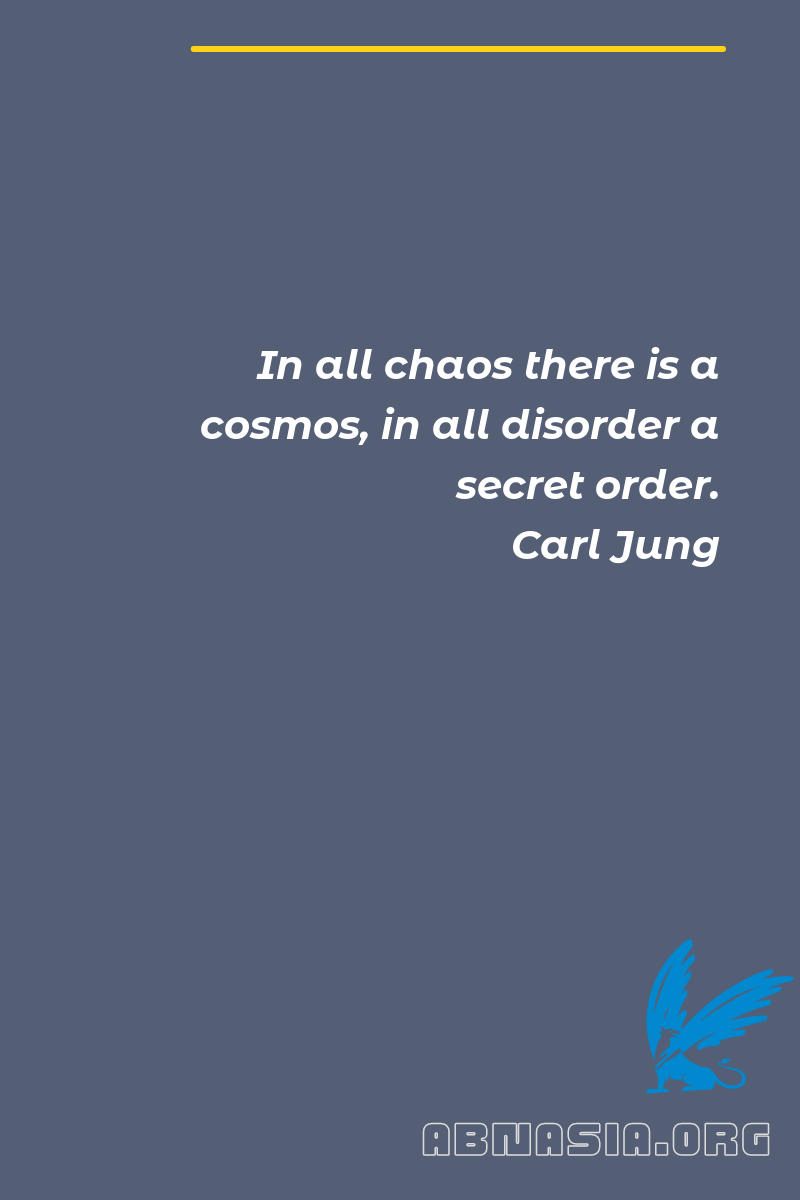 In all chaos there is a
cosmos, in all disorder a
secret order.
Carl Jung
ABNASIA.ORG